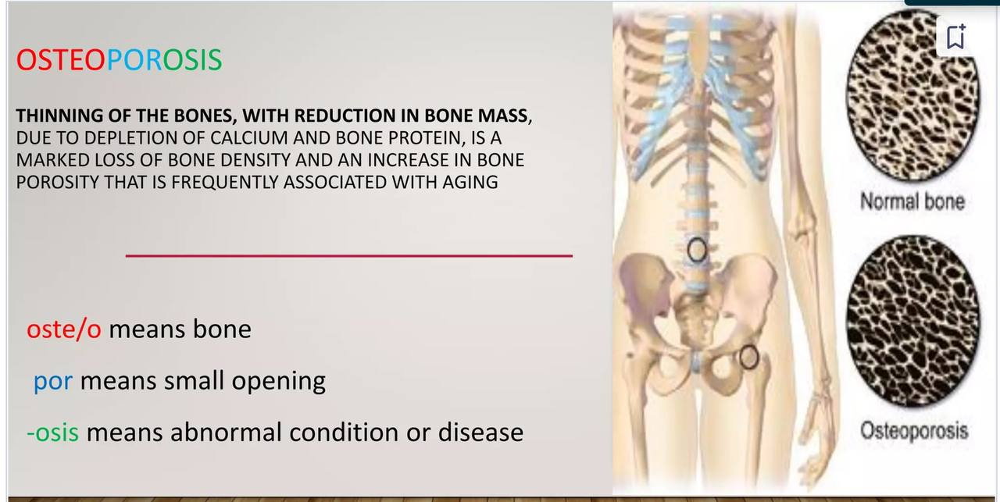 OSTEOPOROSIS
THINNING OF THE BONES, WITH REDUCTION IN BONE MASS,
DUE TO DEPLETION OF CALCIUM AND BONE PROTEIN, IS A
MARKED LOSS OF BONE DENSITY AND AN INCREASE IN BONE
POROSITY THAT IS FREQUENTLY ASSOCIATED WITH AGING
oste/o means bone
por means small opening
-osis means abnormal condition or disease
Normal bone
Osteoporosis